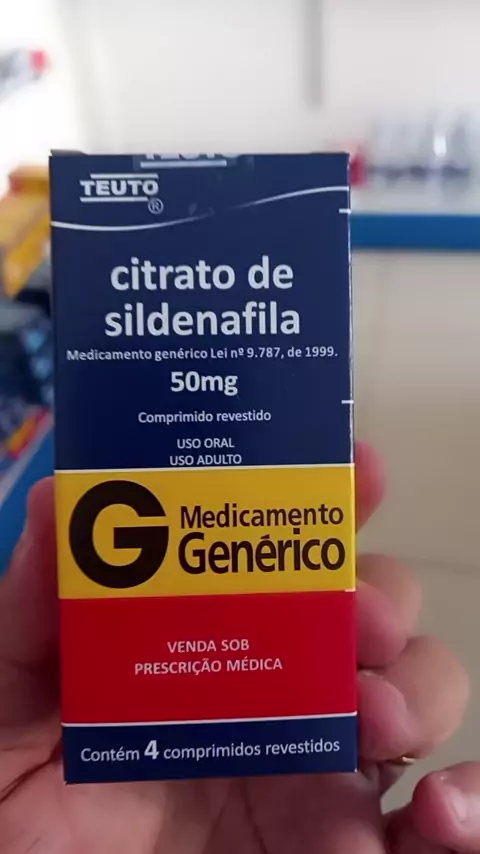 TEUTO
TEUTO
®
citrato de
sildenafila
Medicamento genérico Lei nº 9.787, de 1999.
50mg
Comprimido revestido
USO ORAL
USO ADULTO
G Medicamento
Genérico
VENDA SOB
PRESCRIÇÃO MÉDICA
Contém 4 comprimidos revestidos